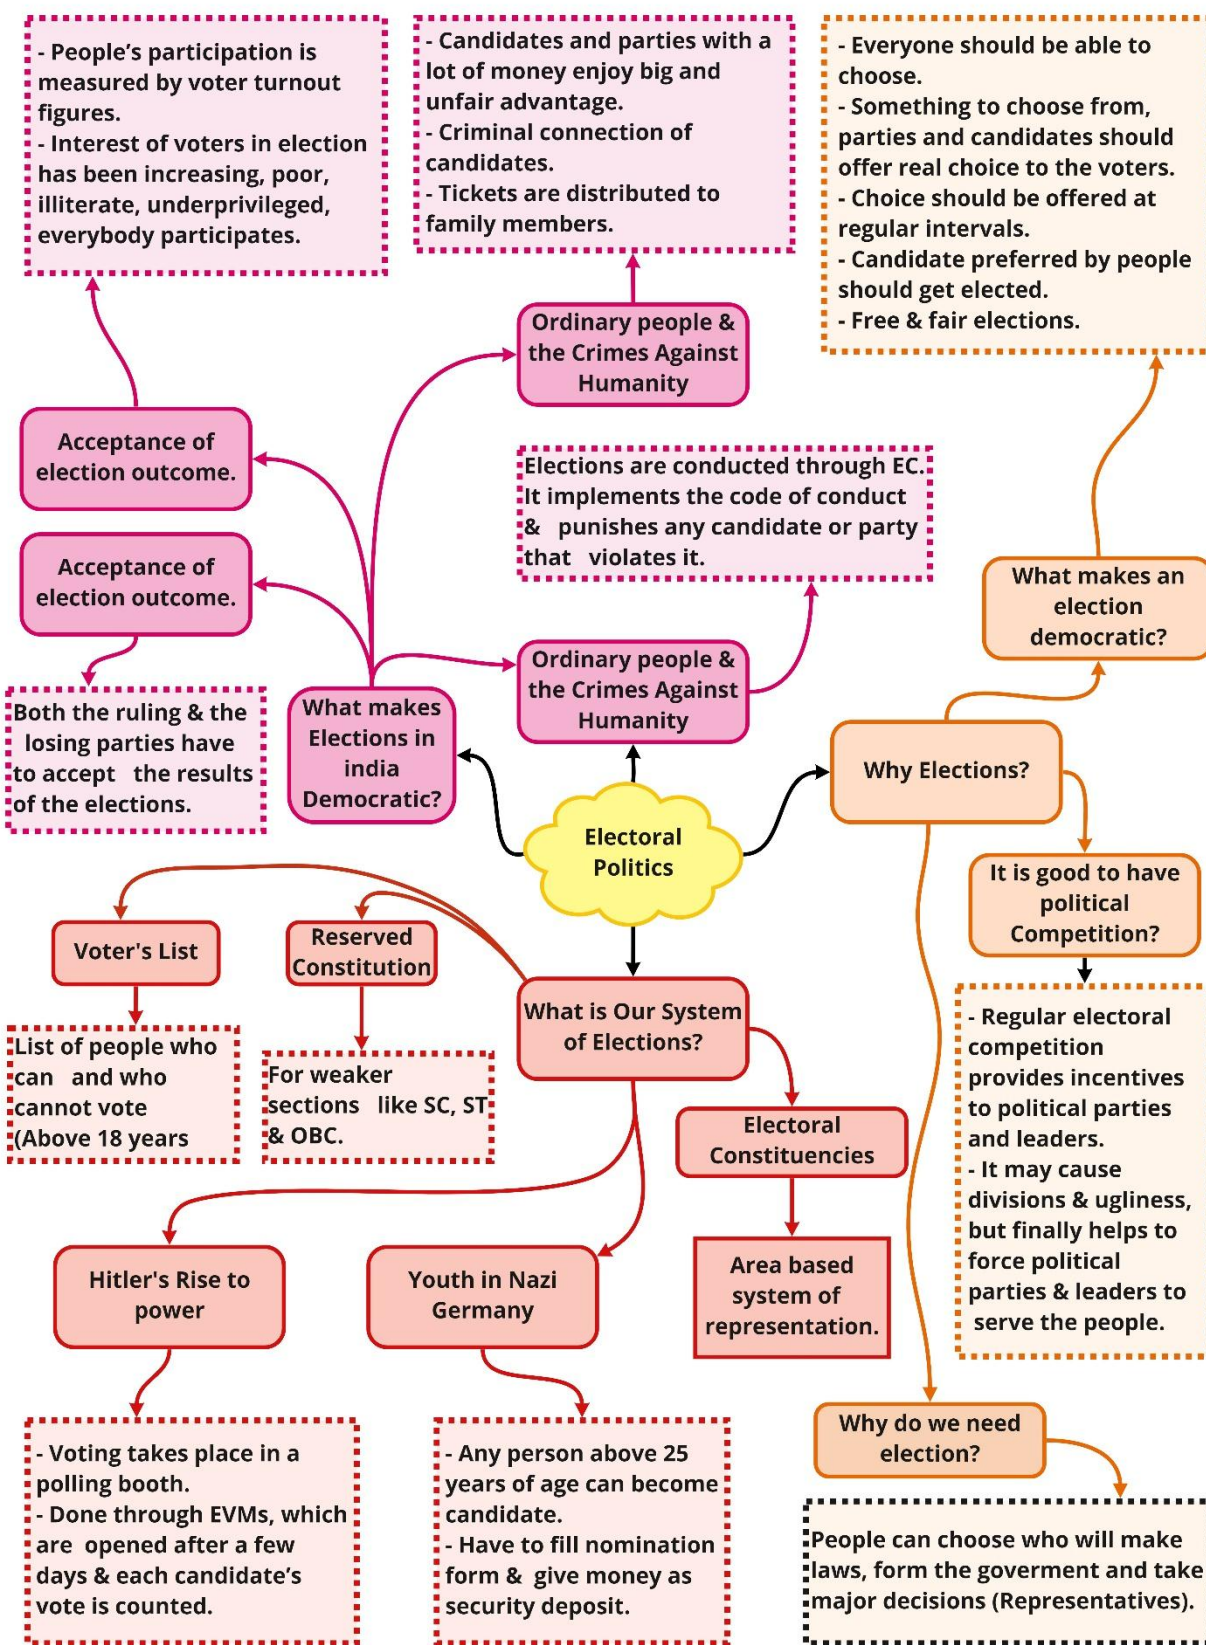 - People's participation is
measured by voter turnout
figures.
- Interest of voters in election
has been increasing, poor,
illiterate, underprivileged,
everybody participates.
- Candidates and parties with a
lot of money enjoy big and
unfair advantage.
- Criminal connection of
candidates.
- Tickets are distributed to
family members.
- Everyone should be able to
choose.
- Something to choose from,
parties and candidates should
offer real choice to the voters.
- Choice should be offered at
regular intervals.
- Candidate preferred by people
should get elected.
- Free & fair elections.
Ordinary people &
the Crimes Against
Humanity
Acceptance of
election outcome.
Elections are conducted through EC.
It implements the code of conduct
& punishes any candidate or party
that violates it.
Acceptance of
election outcome.
What makes an
election
democratic?
Ordinary people &
the Crimes Against
Humanity
Both the ruling & the
losing parties have
to accept the results
of the elections.
What makes
Elections in
india
Democratic?
Why Elections?
Electoral
Politics
It is good to have
political
Competition?
Voter's List
Reserved
Constitution
What is Our System
of Elections?
- Regular electoral
competition
provides incentives
to political parties
and leaders.
- It may cause
divisions & ugliness,
but finally helps to
force political
parties & leaders to
serve the people.
List of people who
can and who
cannot vote
(Above 18 years
For weaker
sections like SC, ST
& OBC.
Electoral
Constituencies
Hitler's Rise to
power
Youth in Nazi
Germany
Area based
system of
representation.
Why do we need
election?
- Voting takes place in a
polling booth.
- Done through EVMs, which
are opened after a few
days & each candidate's
vote is counted.
- Any person above 25
years of age can become
candidate.
- Have to fill nomination
form & give money as
security deposit.
People can choose who will make
laws, form the goverment and take
major decisions (Representatives).